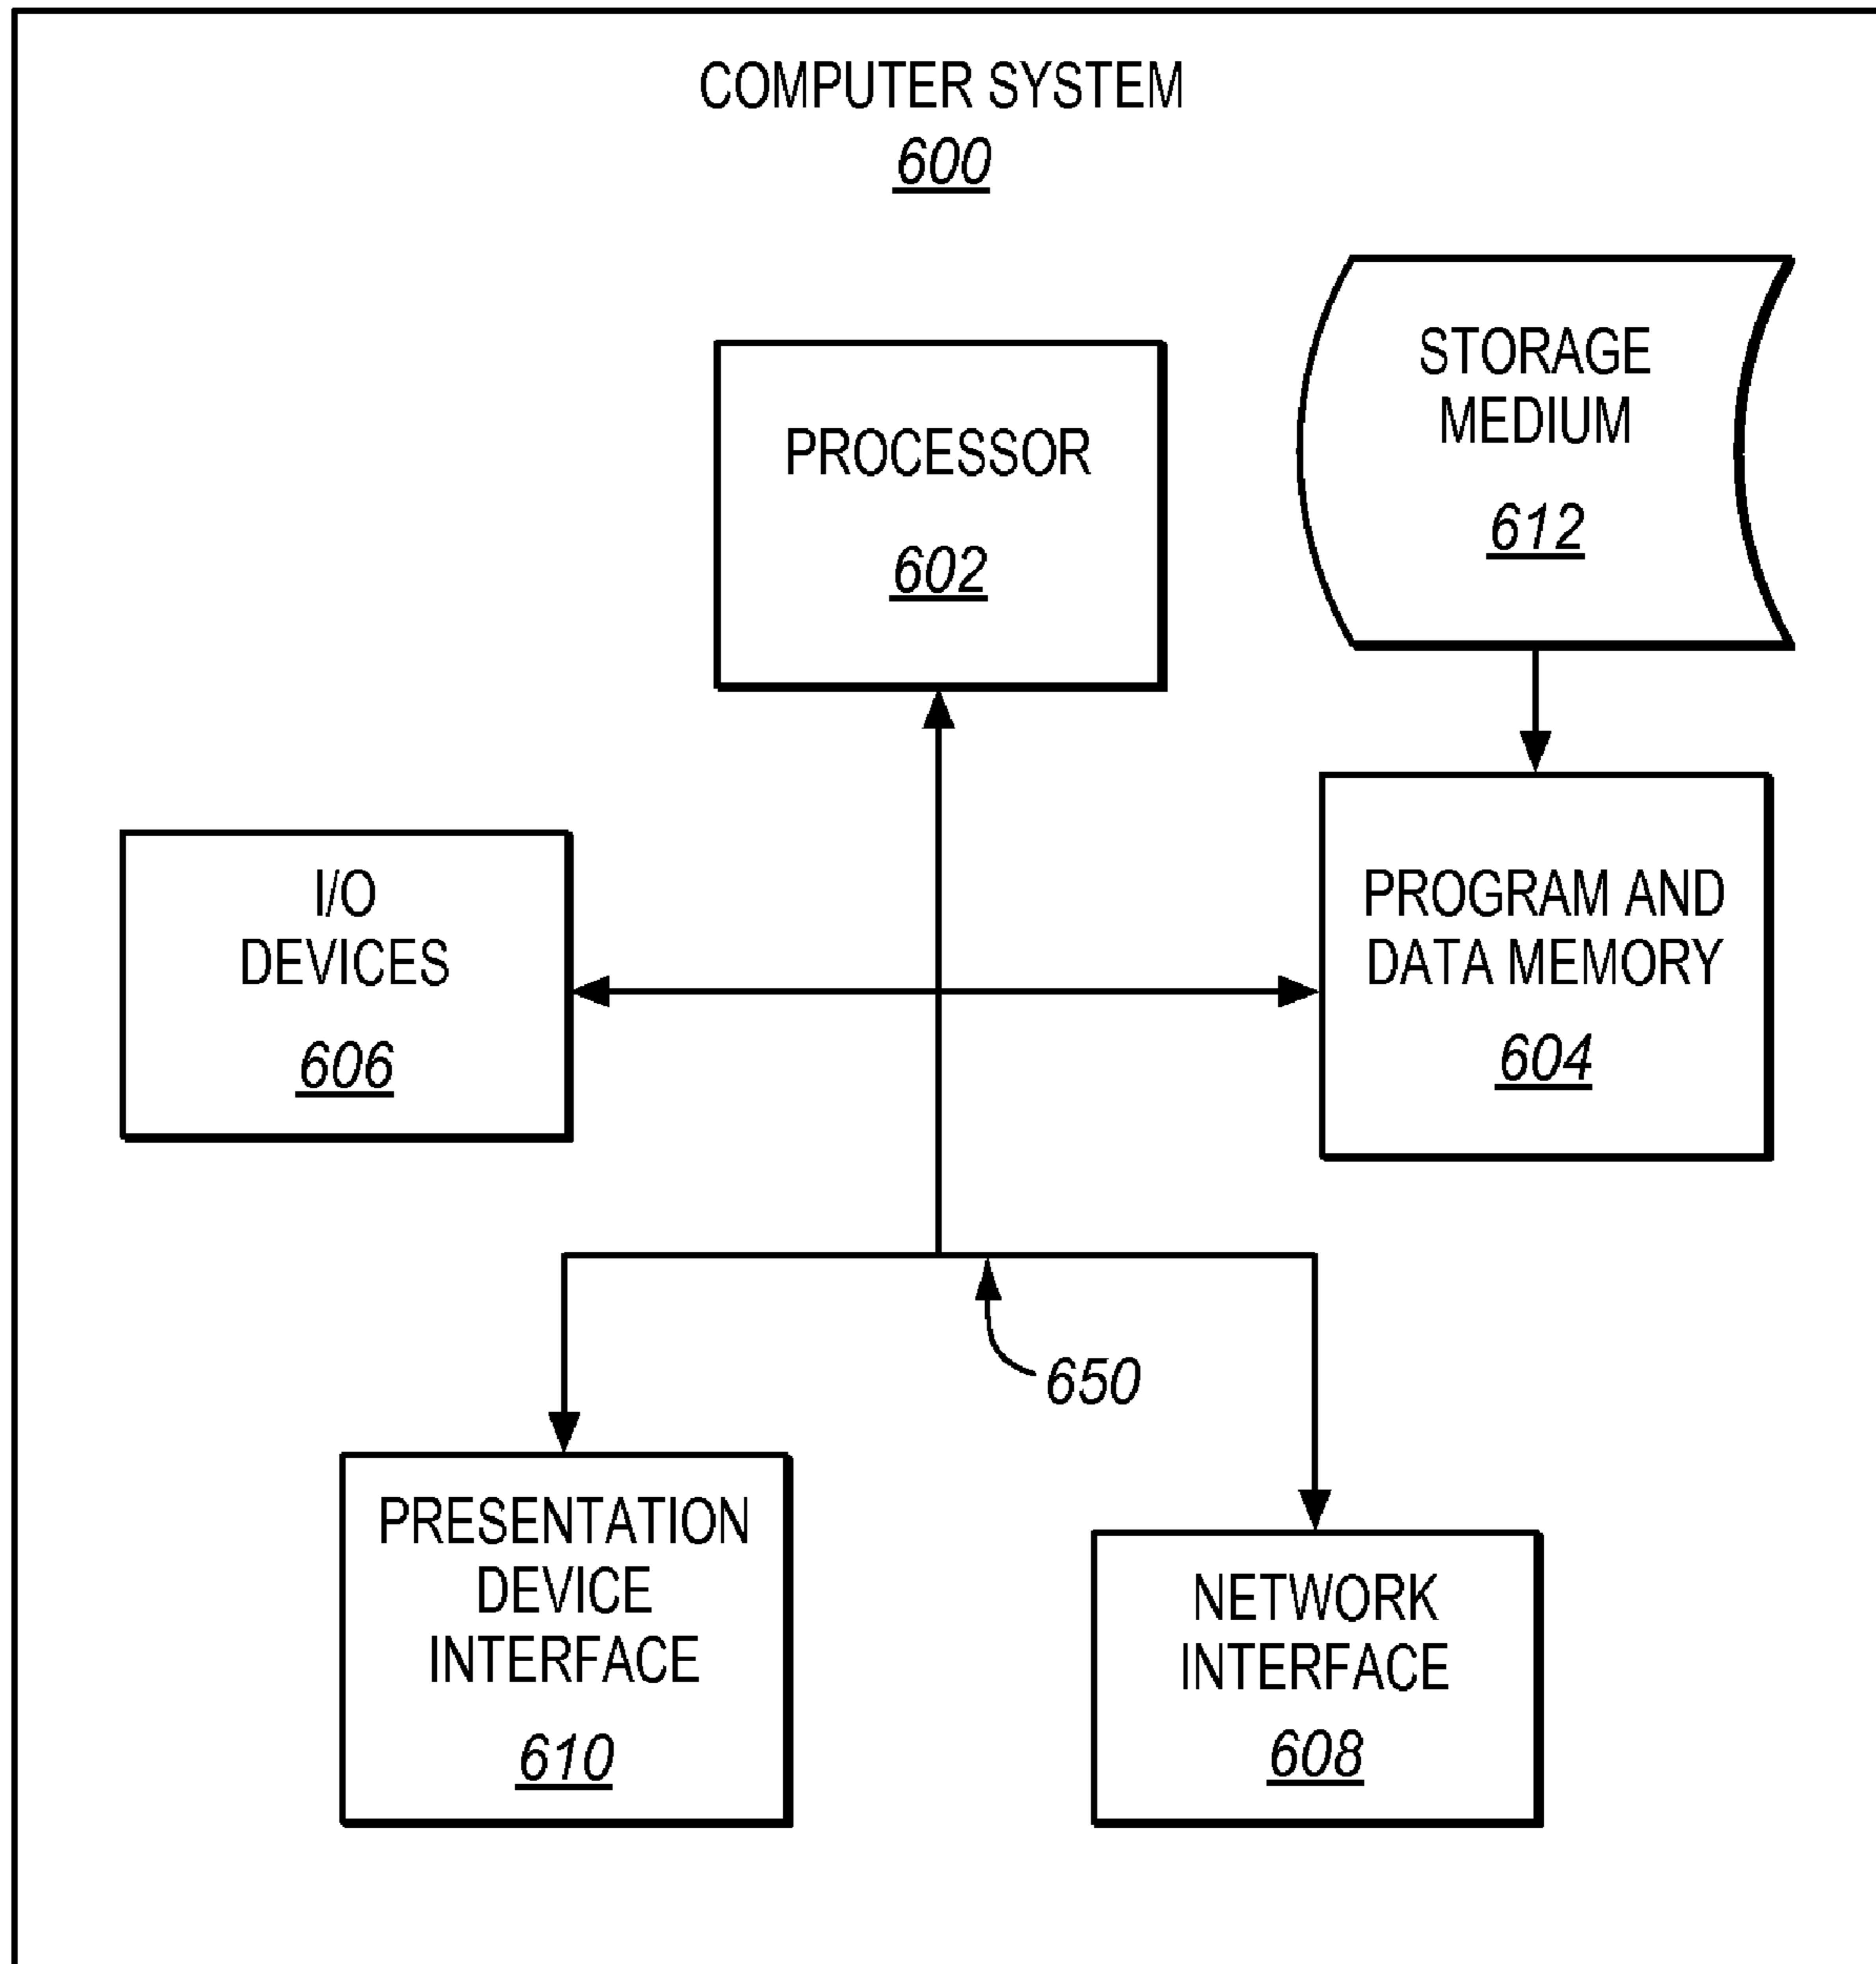 COMPUTER SYSTEM
600
PROCESSOR
602
STORAGE
MEDIUM
612
I/O
DEVICES
606
PROGRAM AND
DATA MEMORY
604
650
PRESENTATION
DEVICE
INTERFACE
610
NETWORK
INTERFACE
608